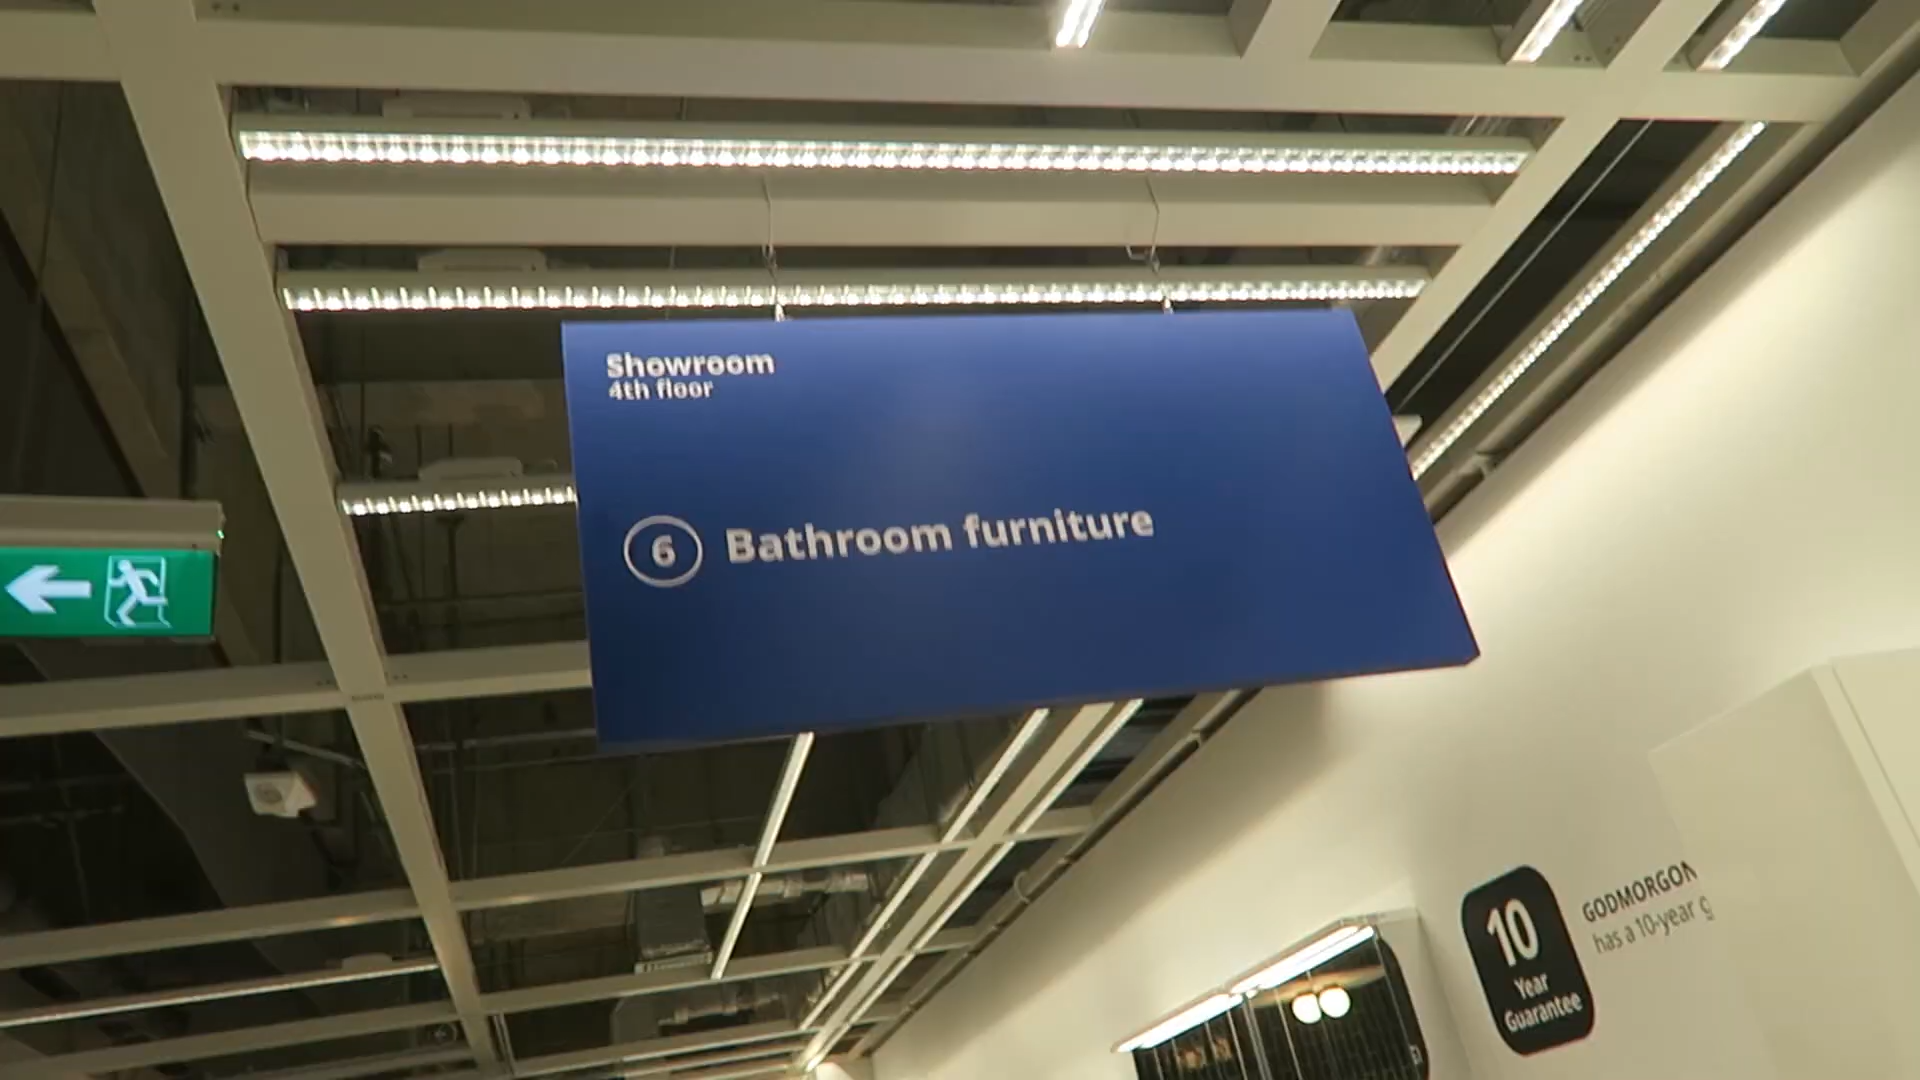 Showroom
4th floor
6 Bathroom furniture
10
Year
Guarantee
GODMORGON
has a 10-year